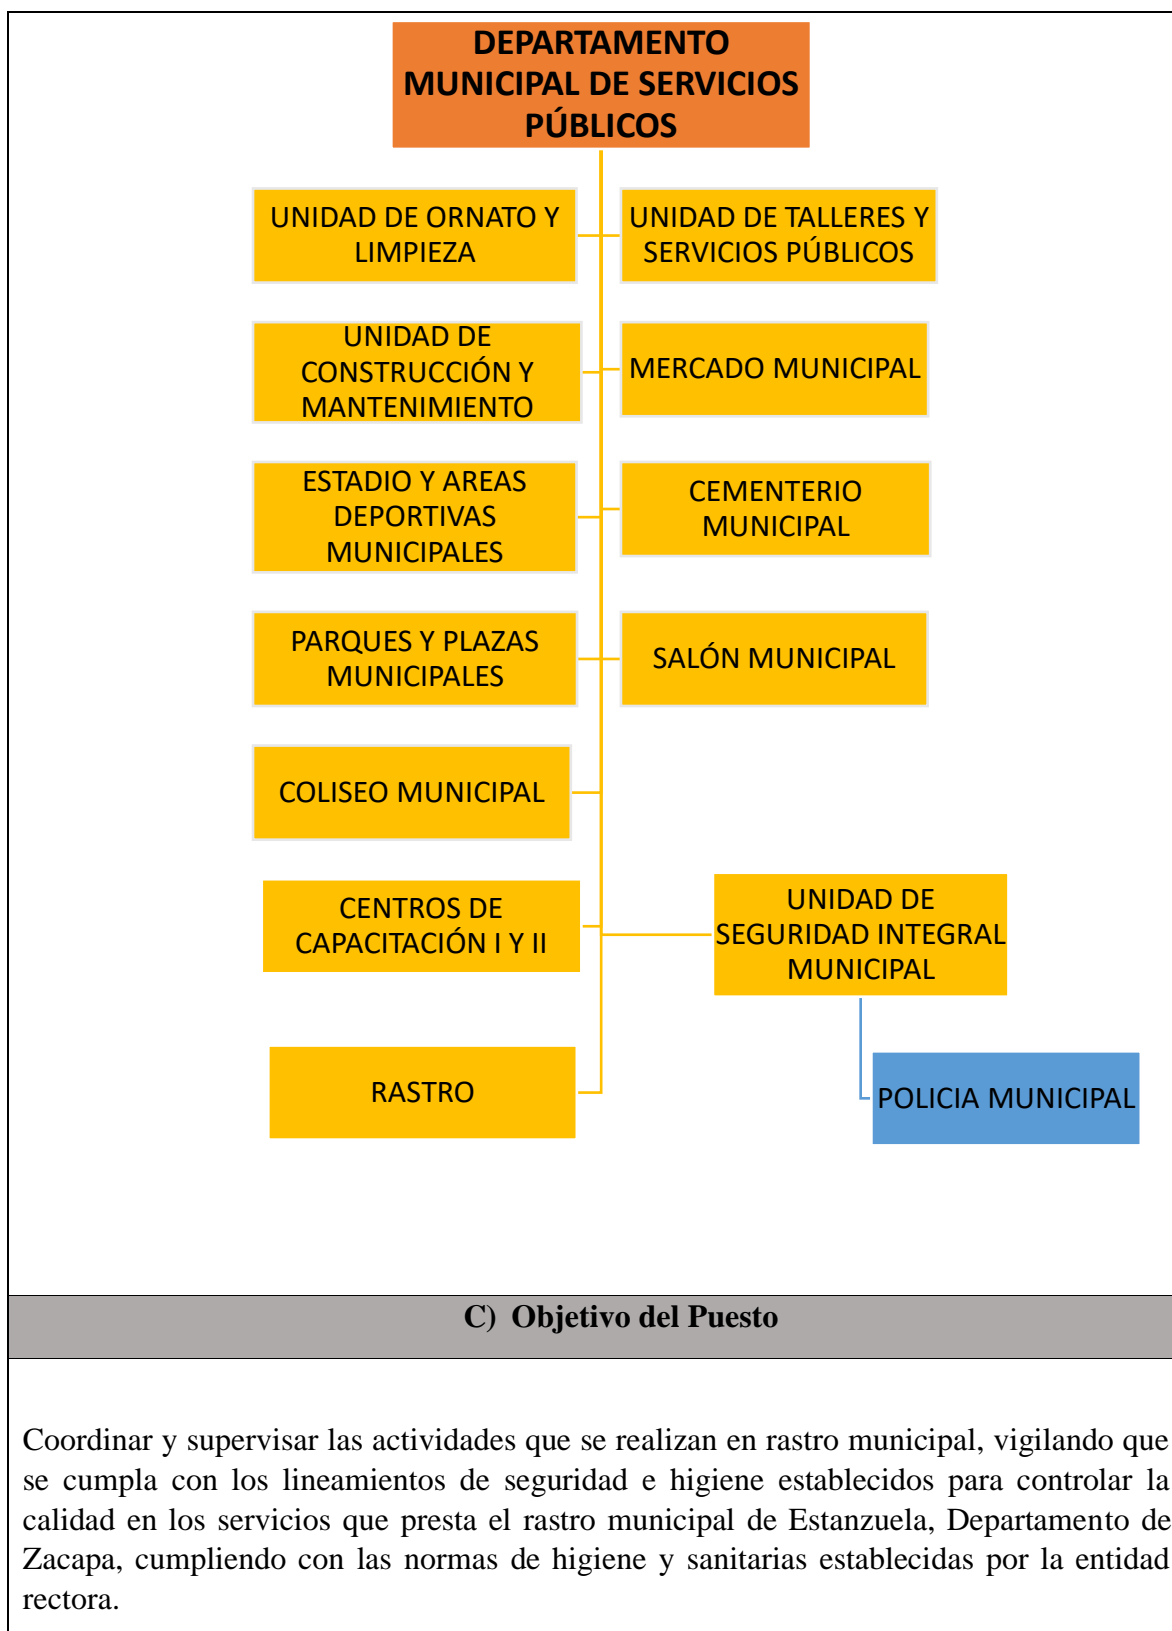 DEPARTAMENTO
MUNICIPAL DE SERVICIOS
PÚBLICOS
UNIDAD DE ORNATO Y
LIMPIEZA
UNIDAD DE TALLERES Y
SERVICIOS PÚBLICOS
UNIDAD DE
CONSTRUCCIÓN Y
MANTENIMIENTO
MERCADO MUNICIPAL
ESTADIO Y AREAS
DEPORTIVAS
MUNICIPALES
CEMENTERIO
MUNICIPAL
PARQUES Y PLAZAS
MUNICIPALES
SALÓN MUNICIPAL
COLISEO MUNICIPAL
CENTROS DE
CAPACITACIÓN I Y II
UNIDAD DE
SEGURIDAD INTEGRAL
MUNICIPAL
RASTRO
POLICIA MUNICIPAL
C) Objetivo del Puesto
Coordinar y supervisar las actividades que se realizan en rastro municipal, vigilando que
se cumpla con los lineamientos de seguridad e higiene establecidos para controlar la
calidad en los servicios que presta el rastro municipal de Estanzuela, Departamento de
Zacapa, cumpliendo con las normas de higiene y sanitarias establecidas por la entidad
rectora.